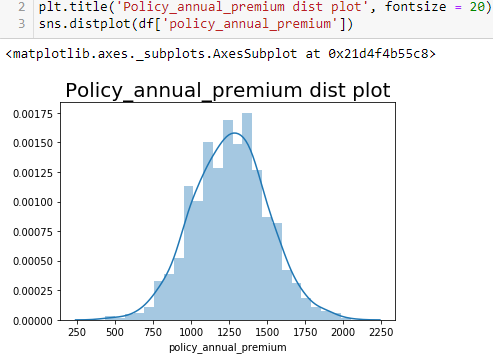 2 plt.title('Policy_annual_premium dist plot', fontsize = 20)
3 sns.distplot(df['policy_annual_premium'])
<matplotlib.axes._subplots.AxesSubplot at 0x21d4f4b55c8>
Policy_annual_premium dist plot
0.00175
0.00150
0.00125
0.00100
0.00075
0.00050
0.00025
0.00000
250 500 750 1000 1250 1500 1750 2000 2250
policy_annual_premium